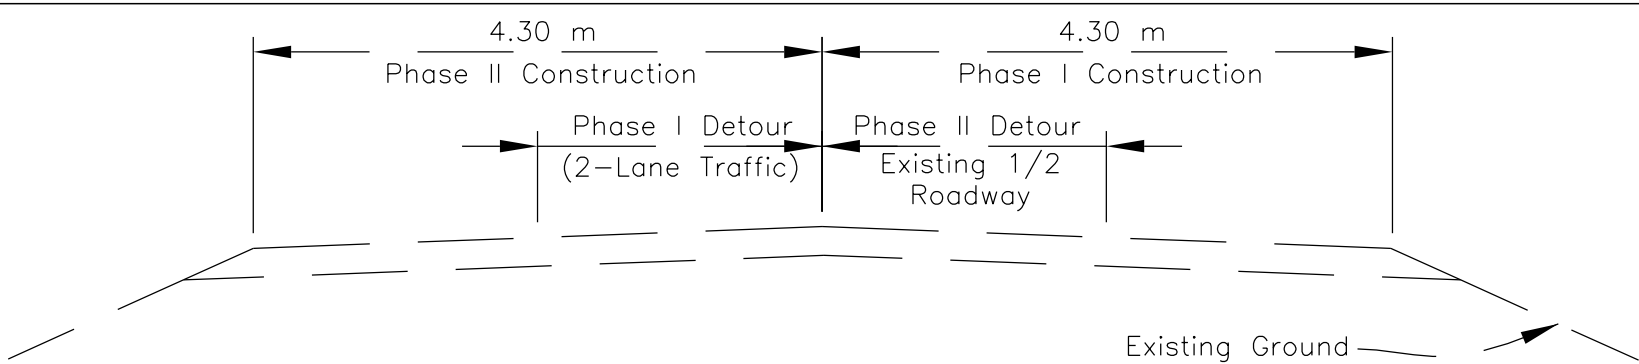 4.30 m
Phase II Construction
4.30 m
Phase I Construction
Phase I Detour
(2-Lane Traffic)
Phase II Detour
Existing 1/2
Roadway
Existing Ground